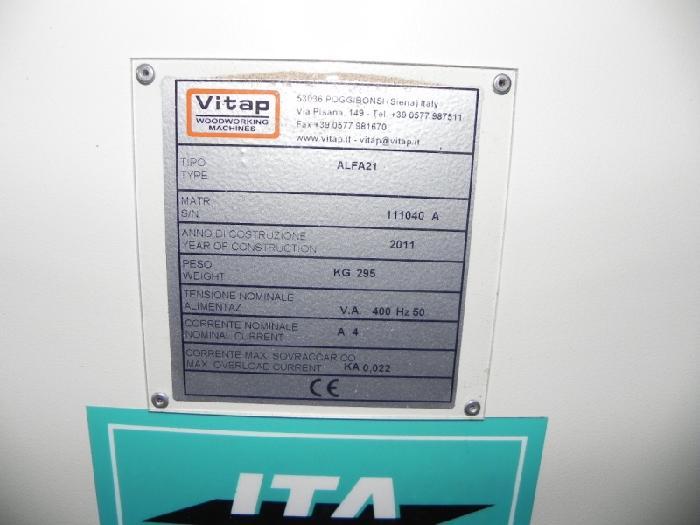 Vitap
WOODWORKING
MACHINES
53036 POGGIBONSI (Siena) Italy
Via Pisana, 149 - Tel. +39 0577 987511
Fax +39 0577 981670
www.vitap.it - vitap@vitap.it
TIPO
TYPE
ALFA21
MATR.
S/N
111040 A
ANNO DI COSTRUZIONE
YEAR OF CONSTRUCTION
2011
PESO
WEIGHT
KG 295
TENSIONE NOMINALE
ALIMENTAZ.
V.A. 400 Hz 50
CORRENTE NOMINALE
NOMINAL CURRENT
A 4
CORRENTE MAX. SOVRACCARICO
MAX. OVERLOAD CURRENT
KA 0,022
CE
ITA